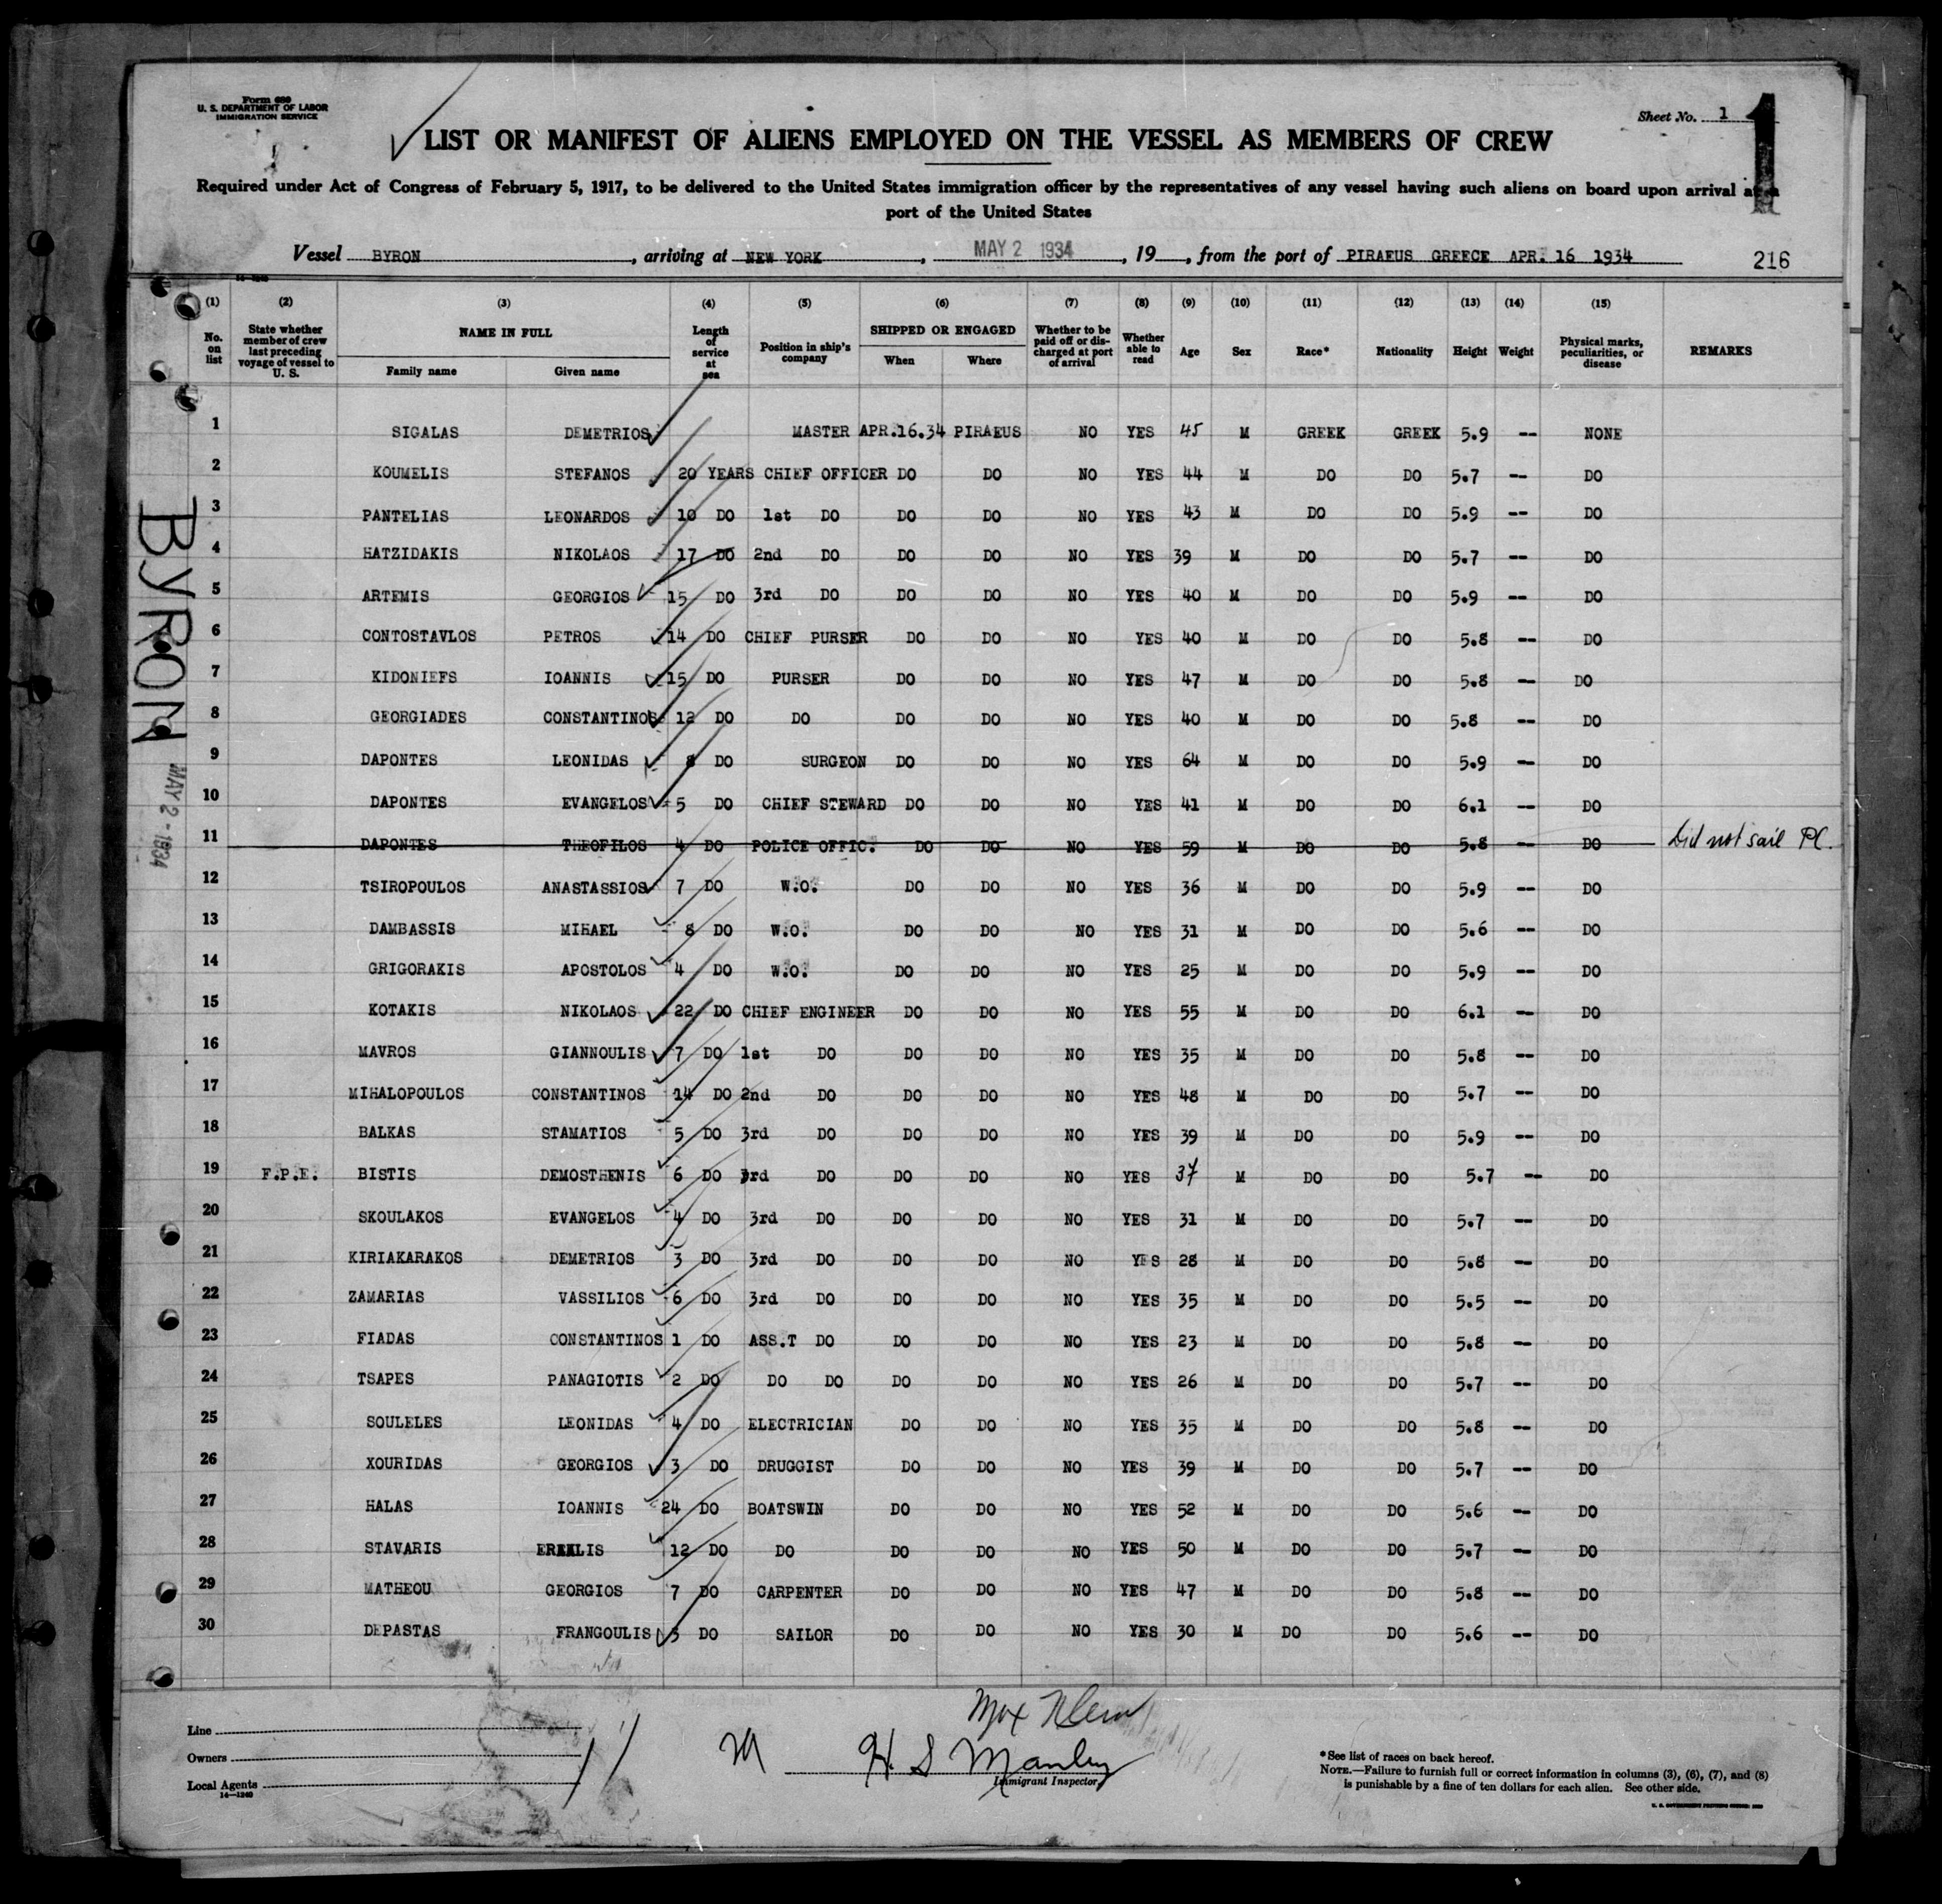 Form 680
U. S. DEPARTMENT OF LABOR
IMMIGRATION SERVICE
Sheet No. 1
1
LIST OR MANIFEST OF ALIENS EMPLOYED ON THE VESSEL AS MEMBERS OF CREW
Required under Act of Congress of February 5, 1917, to be delivered to the United States immigration officer by the representatives of any vessel having such aliens on board upon arrival at a
port of the United States
Vessel BYRON, arriving at NEW YORK, MAY 2 1934, 19, from the port of PIRAEUS GREECE APR. 16 1934
216
(1) (2) (3) (4) (5) (6) (7) (8) (9) (10) (11) (12) (13) (14) (15)
No. on list | State whether member of crew last preceding voyage of vessel to U. S. | NAME IN FULL | Family name | Given name | Length of service at sea | Position in ship's company | SHIPPED OR ENGAGED | When | Where | Whether to be paid off or discharged at port of arrival | Whether able to read | Age | Sex | Race* | Nationality | Height | Weight | Physical marks, peculiarities, or disease | REMARKS
1 SIGALAS DEMETRIOS MASTER APR.16.34 PIRAEUS NO YES 45 M GREEK GREEK 5.9 -- NONE
2 KOUMELIS STEFANOS 20 YEARS CHIEF OFFICER DO DO NO YES 44 M DO DO 5.7 -- DO
3 PANTELIAS LEONARDOS 10 DO 1st DO DO DO NO YES 43 M DO DO 5.9 -- DO
4 HATZIDAKIS NIKOLAOS 17 DO 2nd DO DO DO NO YES 39 M DO DO 5.7 -- DO
5 ARTEMIS GEORGIOS 15 DO 3rd DO DO DO NO YES 40 M DO DO 5.9 -- DO
6 CONTOSTAVLOS PETROS 14 DO CHIEF PURSER DO DO NO YES 40 M DO DO 5.8 -- DO
7 KIDONIEFS IOANNIS 15 DO PURSER DO DO NO YES 47 M DO DO 5.8 -- DO
8 GEORGIADES CONSTANTINOS 12 DO DO DO DO NO YES 40 M DO DO 5.8 -- DO
9 DAPONTES LEONIDAS 8 DO SURGEON DO DO NO YES 64 M DO DO 5.9 -- DO
10 DAPONTES EVANGELOS 5 DO CHIEF STEWARD DO DO NO YES 41 M DO DO 6.1 -- DO
11 DAPONTES THEOFILOS 4 DO POLICE OFFIC. DO DO NO YES 59 M DO DO 5.8 -- DO Did not sail PC.
12 TSIROPOULOS ANASTASSIOS 7 DO W.O. DO DO NO YES 36 M DO DO 5.9 -- DO
13 DAMBASSIS MIHAEL 8 DO W.O. DO DO NO YES 31 M DO DO 5.6 -- DO
14 GRIGORAKIS APOSTOLOS 4 DO W.O. DO DO NO YES 25 M DO DO 5.9 -- DO
15 KOTAKIS NIKOLAOS 22 DO CHIEF ENGINEER DO DO NO YES 55 M DO DO 6.1 -- DO
16 MAVROS GIANNOULIS 7 DO 1st DO DO DO NO YES 35 M DO DO 5.8 -- DO
17 MIHALOPOULOS CONSTANTINOS 14 DO 2nd DO DO DO NO YES 48 M DO DO 5.7 -- DO
18 BALKAS STAMATIOS 5 DO 3rd DO DO DO NO YES 39 M DO DO 5.9 -- DO
19 F.P.E. BISTIS DEMOSTHENIS 6 DO 3rd DO DO DO NO YES 37 M DO DO 5.7 -- DO
20 SKOULAKOS EVANGELOS 4 DO 3rd DO DO DO NO YES 31 M DO DO 5.7 -- DO
21 KIRIAKARAKOS DEMETRIOS 3 DO 3rd DO DO DO NO YES 28 M DO DO 5.8 -- DO
22 ZAMARIAS VASSILIOS 6 DO 3rd DO DO DO NO YES 35 M DO DO 5.5 -- DO
23 FIADAS CONSTANTINOS 1 DO ASS.T DO DO DO NO YES 23 M DO DO 5.8 -- DO
24 TSAPES PANAGIOTIS 2 DO DO DO DO DO NO YES 26 M DO DO 5.7 -- DO
25 SOULELES LEONIDAS 4 DO ELECTRICIAN DO DO NO YES 35 M DO DO 5.8 -- DO
26 XOURIDAS GEORGIOS 3 DO DRUGGIST DO DO NO YES 39 M DO DO 5.7 -- DO
27 HALAS IOANNIS 24 DO BOATSWIN DO DO NO YES 52 M DO DO 5.6 -- DO
28 STAVARIS 12 DO DO DO DO NO YES 50 M DO DO 5.7 -- DO
29 MATHEOU GEORGIOS 7 DO CARPENTER DO DO NO YES 47 M DO DO 5.8 -- DO
30 DEPASTAS FRANGOULIS 3 DO SAILOR DO DO NO YES 30 M DO DO 5.6 -- DO
BYRON
MAY 2 - 1934
Line
Owners
Local Agents
14—1240
Max Klein
H S Manley
Immigrant Inspector
*See list of races on back hereof.
NOTE.—Failure to furnish full or correct information in columns (3), (6), (7), and (8)
is punishable by a fine of ten dollars for each alien. See other side.